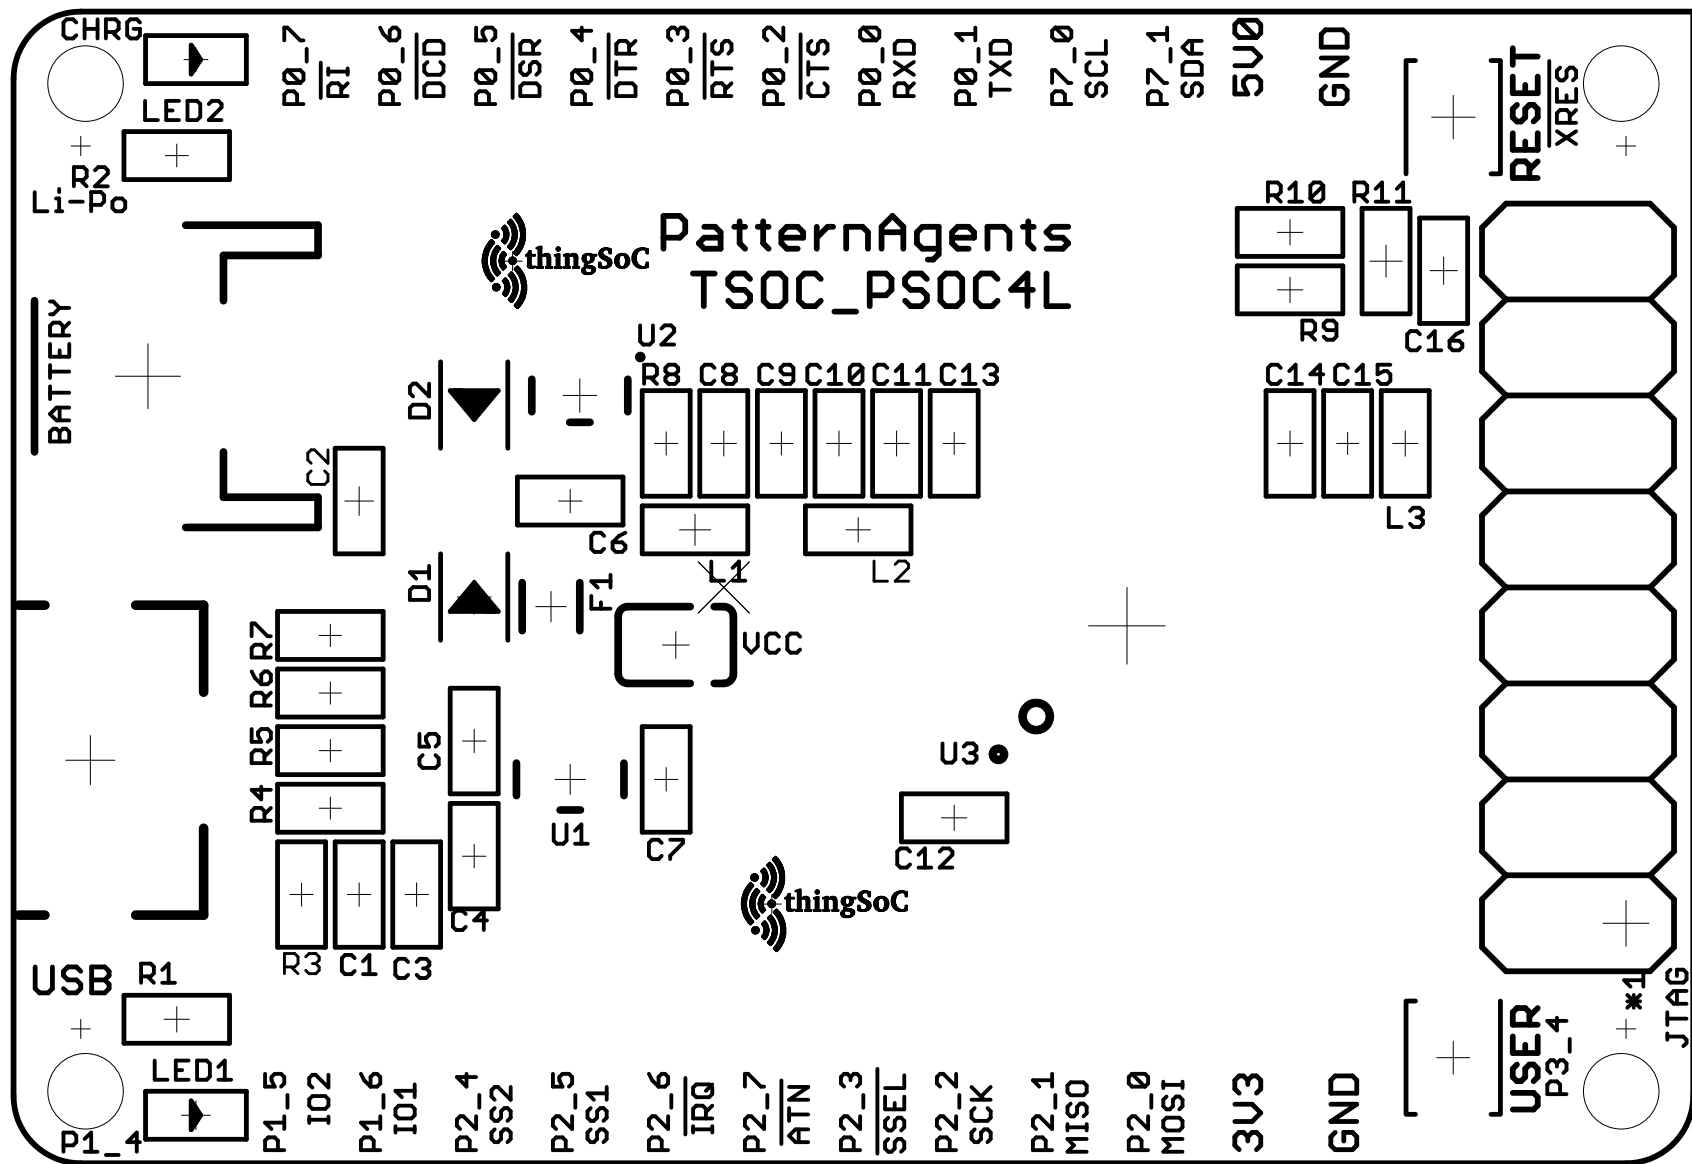 CHRG
LED2
R2
Li-Po
P0_7
RI
P0_6
DCD
P0_5
DSR
P0_4
DTR
P0_3
RTS
P0_2
CTS
P0_0
RXD
P0_1
TXD
P7_0
SCL
P7_1
SDA
5V0
GND
RESET
XRES
thingSoC
PatternAgents
TSOC_PSOC4L
R10
R11
R9
C16
BATTERY
U2
D2
R8
C8
C9
C10
C11
C13
C14
C15
C2
C6
L3
D1
F1
L1
L2
VCC
R7
R6
R5
R4
C5
U1
C7
U3
C12
thingSoC
C4
R3
C1
C3
USB
R1
LED1
P1_4
P1_5
IO2
P1_6
IO1
P2_4
SS2
P2_5
SS1
P2_6
IRQ
P2_7
ATN
P2_3
SSEL
P2_2
SCK
P2_1
MISO
P2_0
MOSI
3V3
GND
USER
P3_4
*1
JTAG